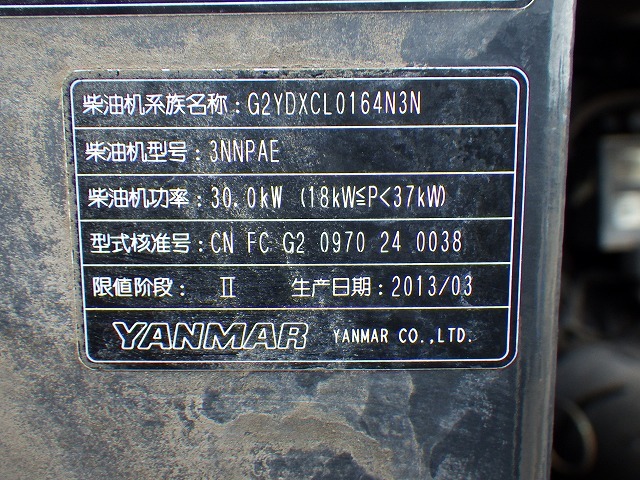 柴油机系族名称：G2YDXCL0164N3N
柴油机型号：3NNPAE
柴油机功率：30.0kW (18kW≦P<37kW)
型式核准号：CN FC G2 0970 24 0038
限值阶段： Ⅱ 生产日期：2013/03
YANMAR YANMAR CO.,LTD.